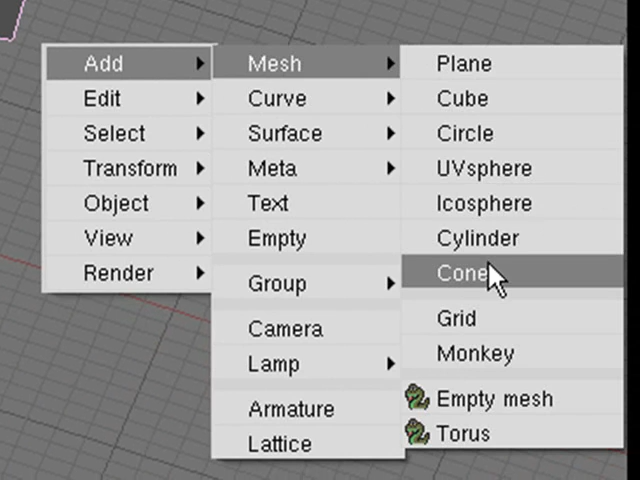 Add
Edit
Select
Transform
Object
View
Render
Mesh
Curve
Surface
Meta
Text
Empty
Group
Camera
Lamp
Armature
Lattice
Plane
Cube
Circle
UVsphere
Icosphere
Cylinder
Cone
Grid
Monkey
Empty mesh
Torus